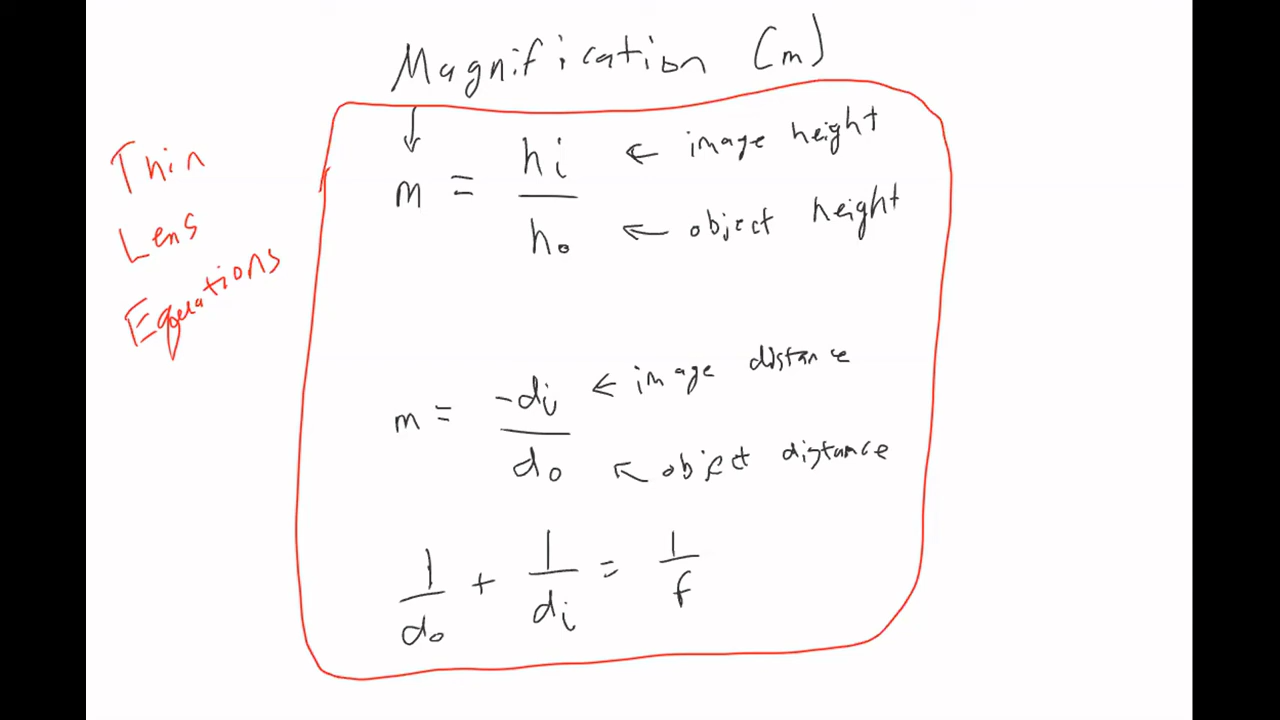 Magnification (m)
Thin
Lens
Equations
m = hi/ho
← image height
← object height
m = -di/do
← image distance
↖ object distance
1/do + 1/di = 1/f